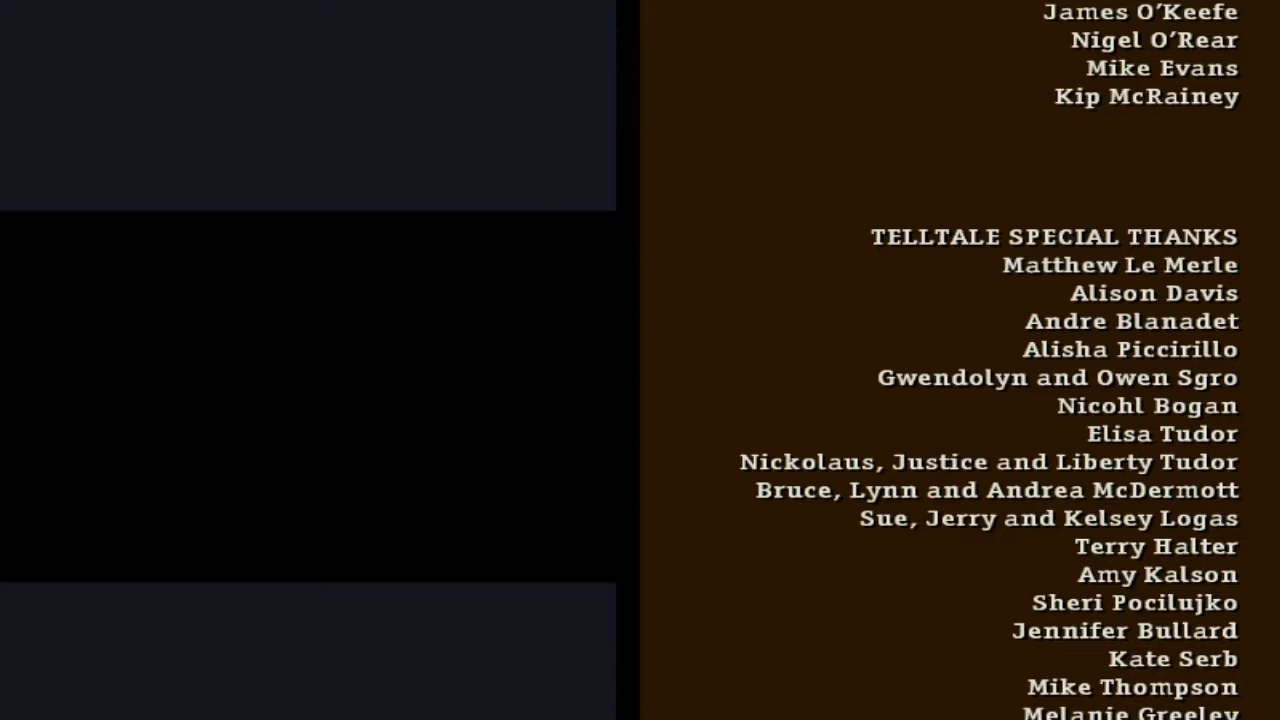 James O'Keefe
Nigel O'Rear
Mike Evans
Kip McRainey
TELLTALE SPECIAL THANKS
Matthew Le Merle
Alison Davis
Andre Blanadet
Alisha Piccirillo
Gwendolyn and Owen Sgro
Nicohl Bogan
Elisa Tudor
Nickolaus, Justice and Liberty Tudor
Bruce, Lynn and Andrea McDermott
Sue, Jerry and Kelsey Logas
Terry Halter
Amy Kalson
Sheri Pocilujko
Jennifer Bullard
Kate Serb
Mike Thompson
Melanie Greeley